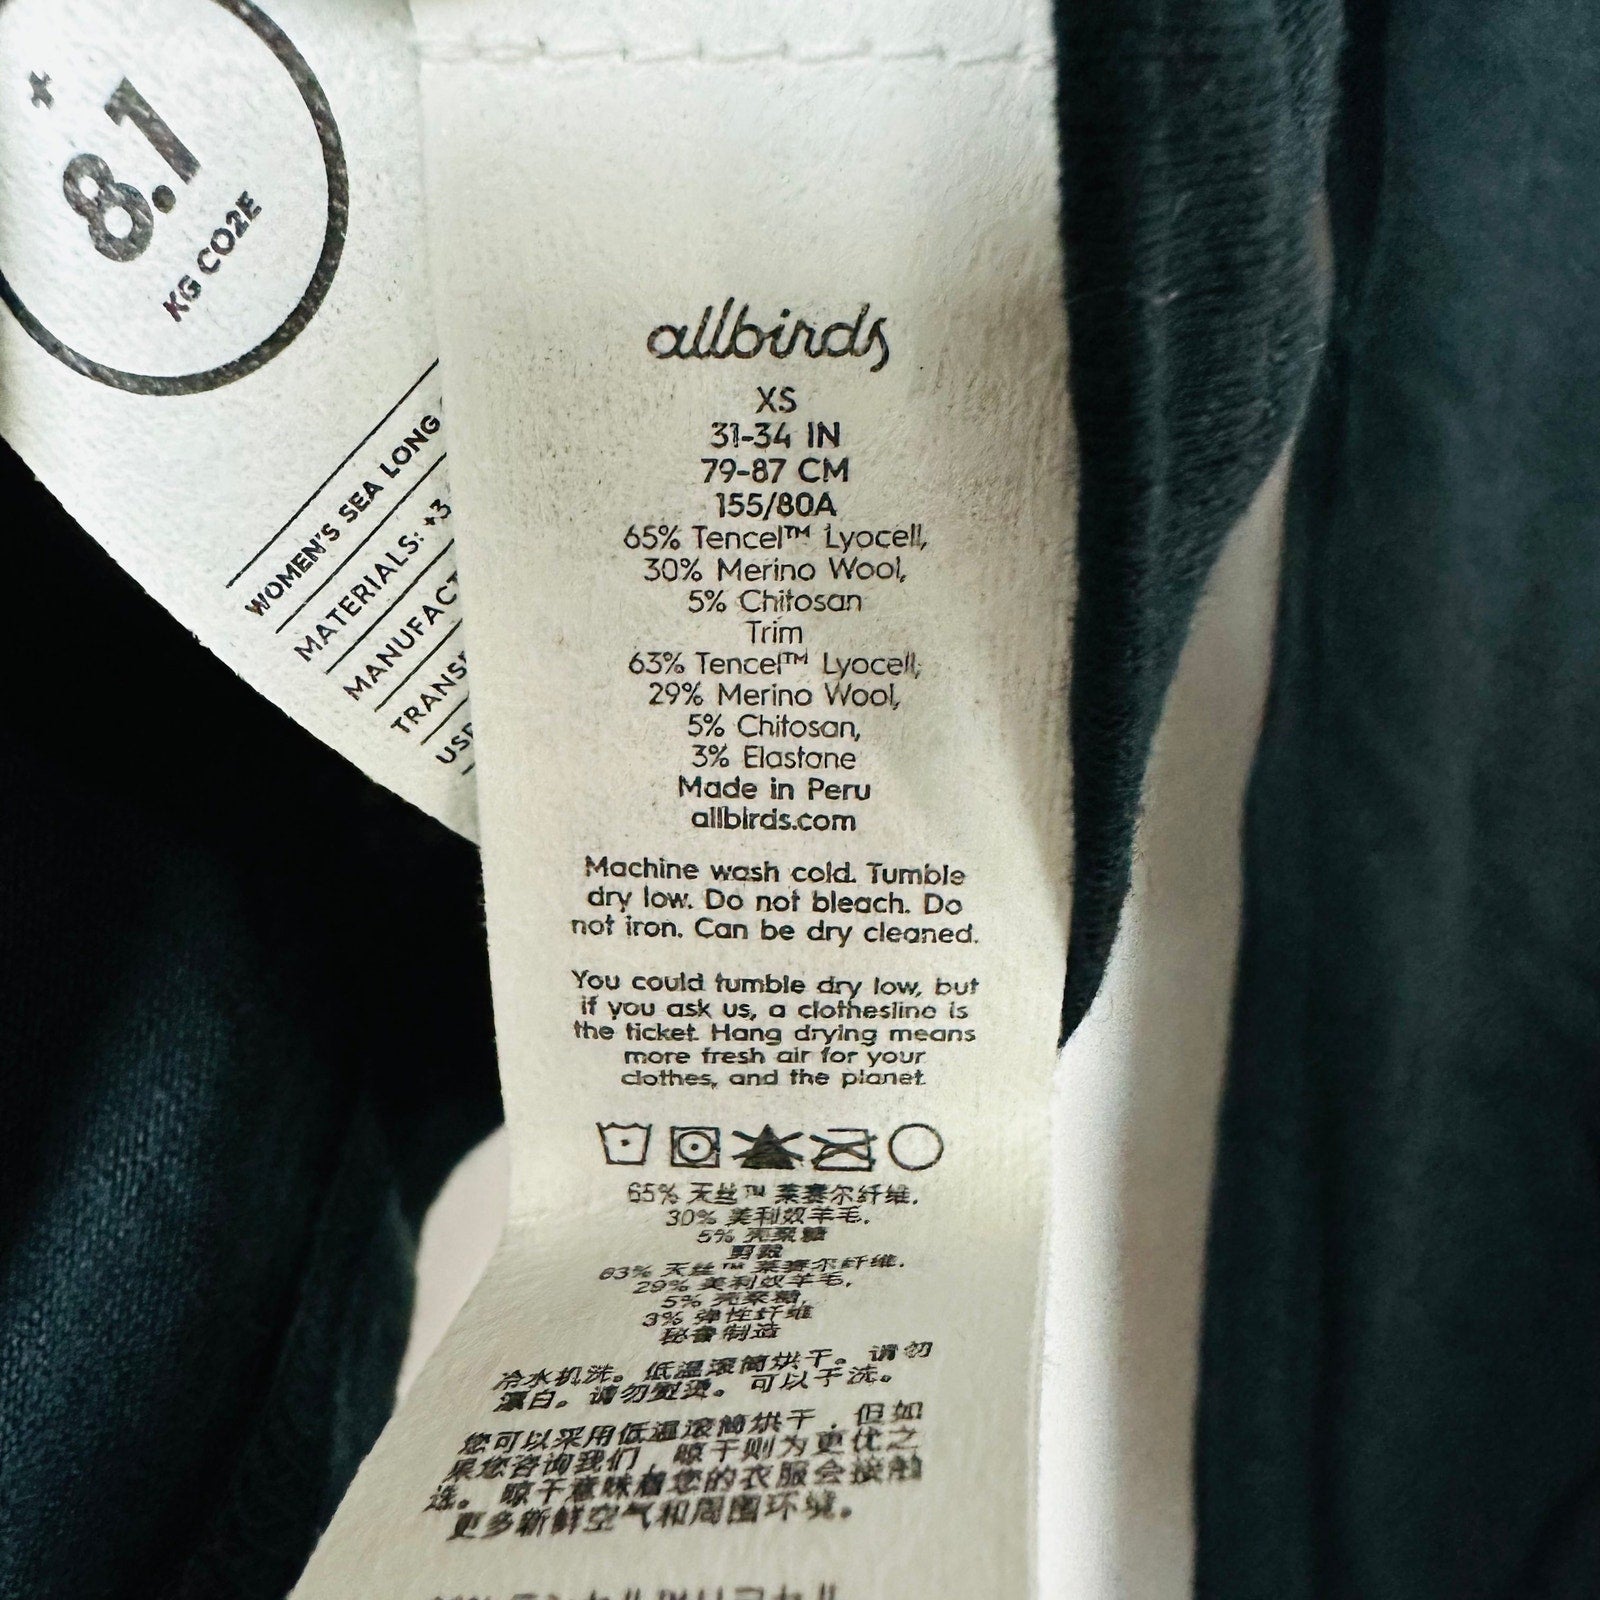 +
8.1
KG CO2E
WOMEN'S SEA LONG
MATERIALS: +3
MANUFACT
TRANS
USE
allbirds
XS
31-34 IN
79-87 CM
155/80A
65% Tencel™ Lyocell,
30% Merino Wool,
5% Chitosan
Trim
63% Tencel™ Lyocell,
29% Merino Wool,
5% Chitosan,
3% Elastane
Made in Peru
allbirds.com
Machine wash cold. Tumble
dry low. Do not bleach. Do
not iron. Can be dry cleaned.
You could tumble dry low, but
if you ask us, a clothesline is
the ticket. Hang drying means
more fresh air for your
clothes, and the planet.
65% 天丝™ 莱赛尔纤维,
30% 美利奴羊毛,
5% 壳聚糖
剪裁
63% 天丝™ 莱赛尔纤维,
29% 美利奴羊毛,
5% 壳聚糖,
3% 弹性纤维
秘鲁制造
冷水机洗。低温滚筒烘干。请勿
漂白。请勿熨烫。可以干洗。
您可以采用低温滚筒烘干，但如
果您咨询我们，晾干则为更优之
选。晾干意味着您的衣服会接触
更多新鲜空气和周围环境。